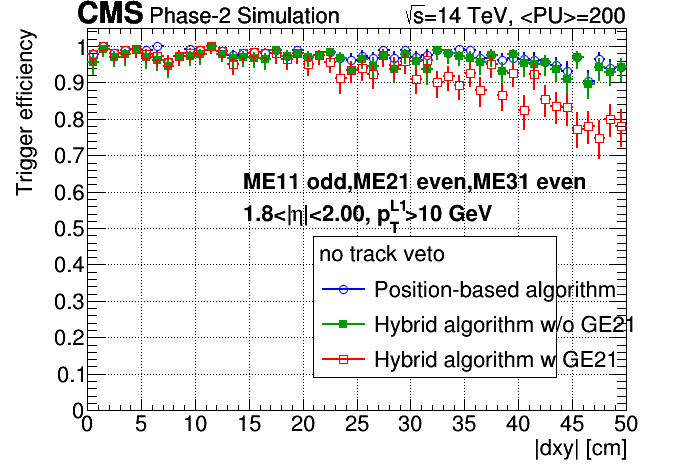 CMS Phase-2 Simulation √s=14 TeV, <PU>=200
Trigger efficiency
1
0.9
0.8
0.7
0.6
0.5
0.4
0.3
0.2
0.1
0
ME11 odd,ME21 even,ME31 even
1.8<|η|<2.00, p_T^L1>10 GeV
no track veto
Position-based algorithm
Hybrid algorithm w/o GE21
Hybrid algorithm w GE21
0 5 10 15 20 25 30 35 40 45 50
|dxy| [cm]